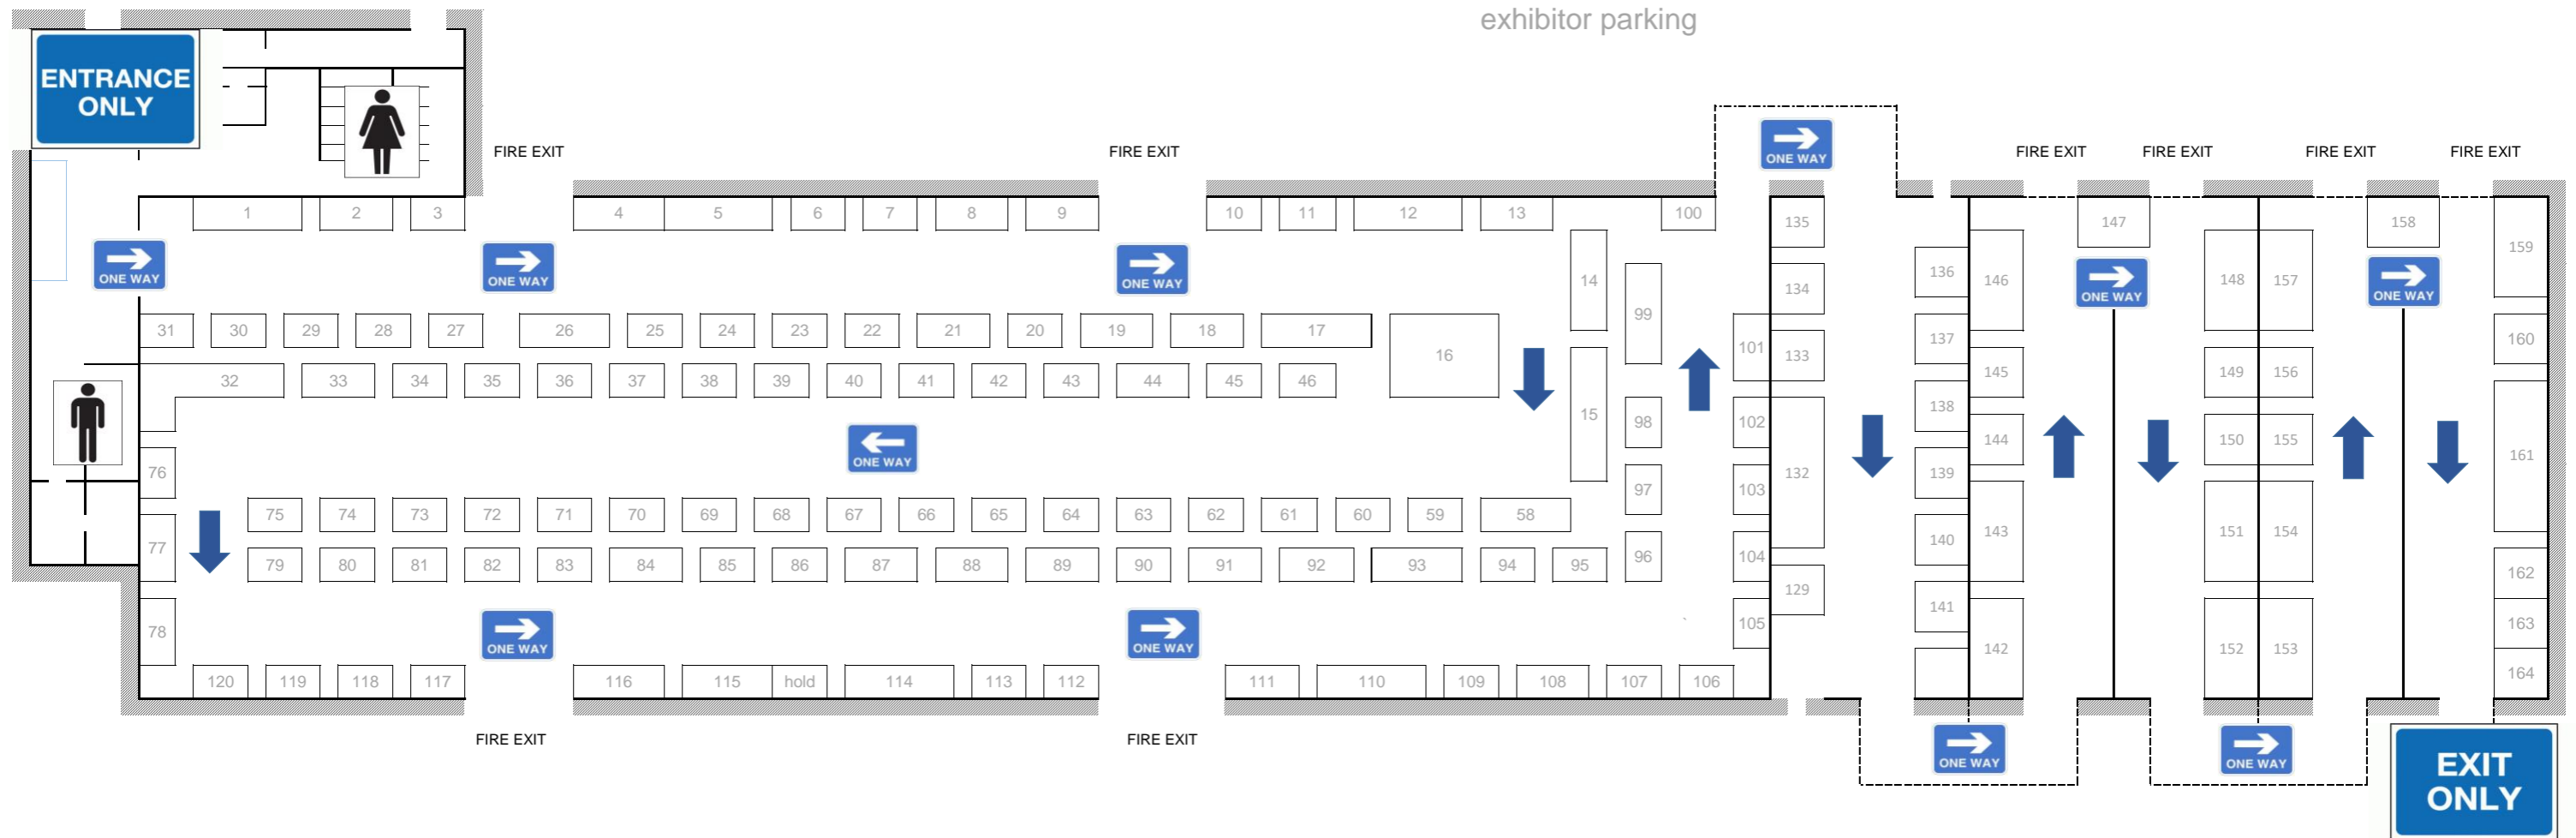 exhibitor parking
ENTRANCE
ONLY
ONE WAY
FIRE EXIT FIRE EXIT FIRE EXIT FIRE EXIT FIRE EXIT FIRE EXIT
1 2 3 4 5 6 7 8 9 10 11 12 13 100 135 147 158
159
ONE WAY ONE WAY ONE WAY ONE WAY ONE WAY
14 134 136 146 148 157
99
31 30 29 28 27 26 25 24 23 22 21 20 19 18 17 137 160
16 101 133
32 33 34 35 36 37 38 39 40 41 42 43 44 45 46 145 149 156
15 98 102 138
ONE WAY
144 150 155 161
76 97 103 132 139
75 74 73 72 71 70 69 68 67 66 65 64 63 62 61 60 59 58
77 140 143 151 154
79 80 81 82 83 84 85 86 87 88 89 90 91 92 93 94 95 96 104 162
129 141
78 105 163
ONE WAY ONE WAY
142 152 153
120 119 118 117 116 115 hold 114 113 112 111 110 109 108 107 106 164
FIRE EXIT FIRE EXIT
ONE WAY ONE WAY
EXIT
ONLY